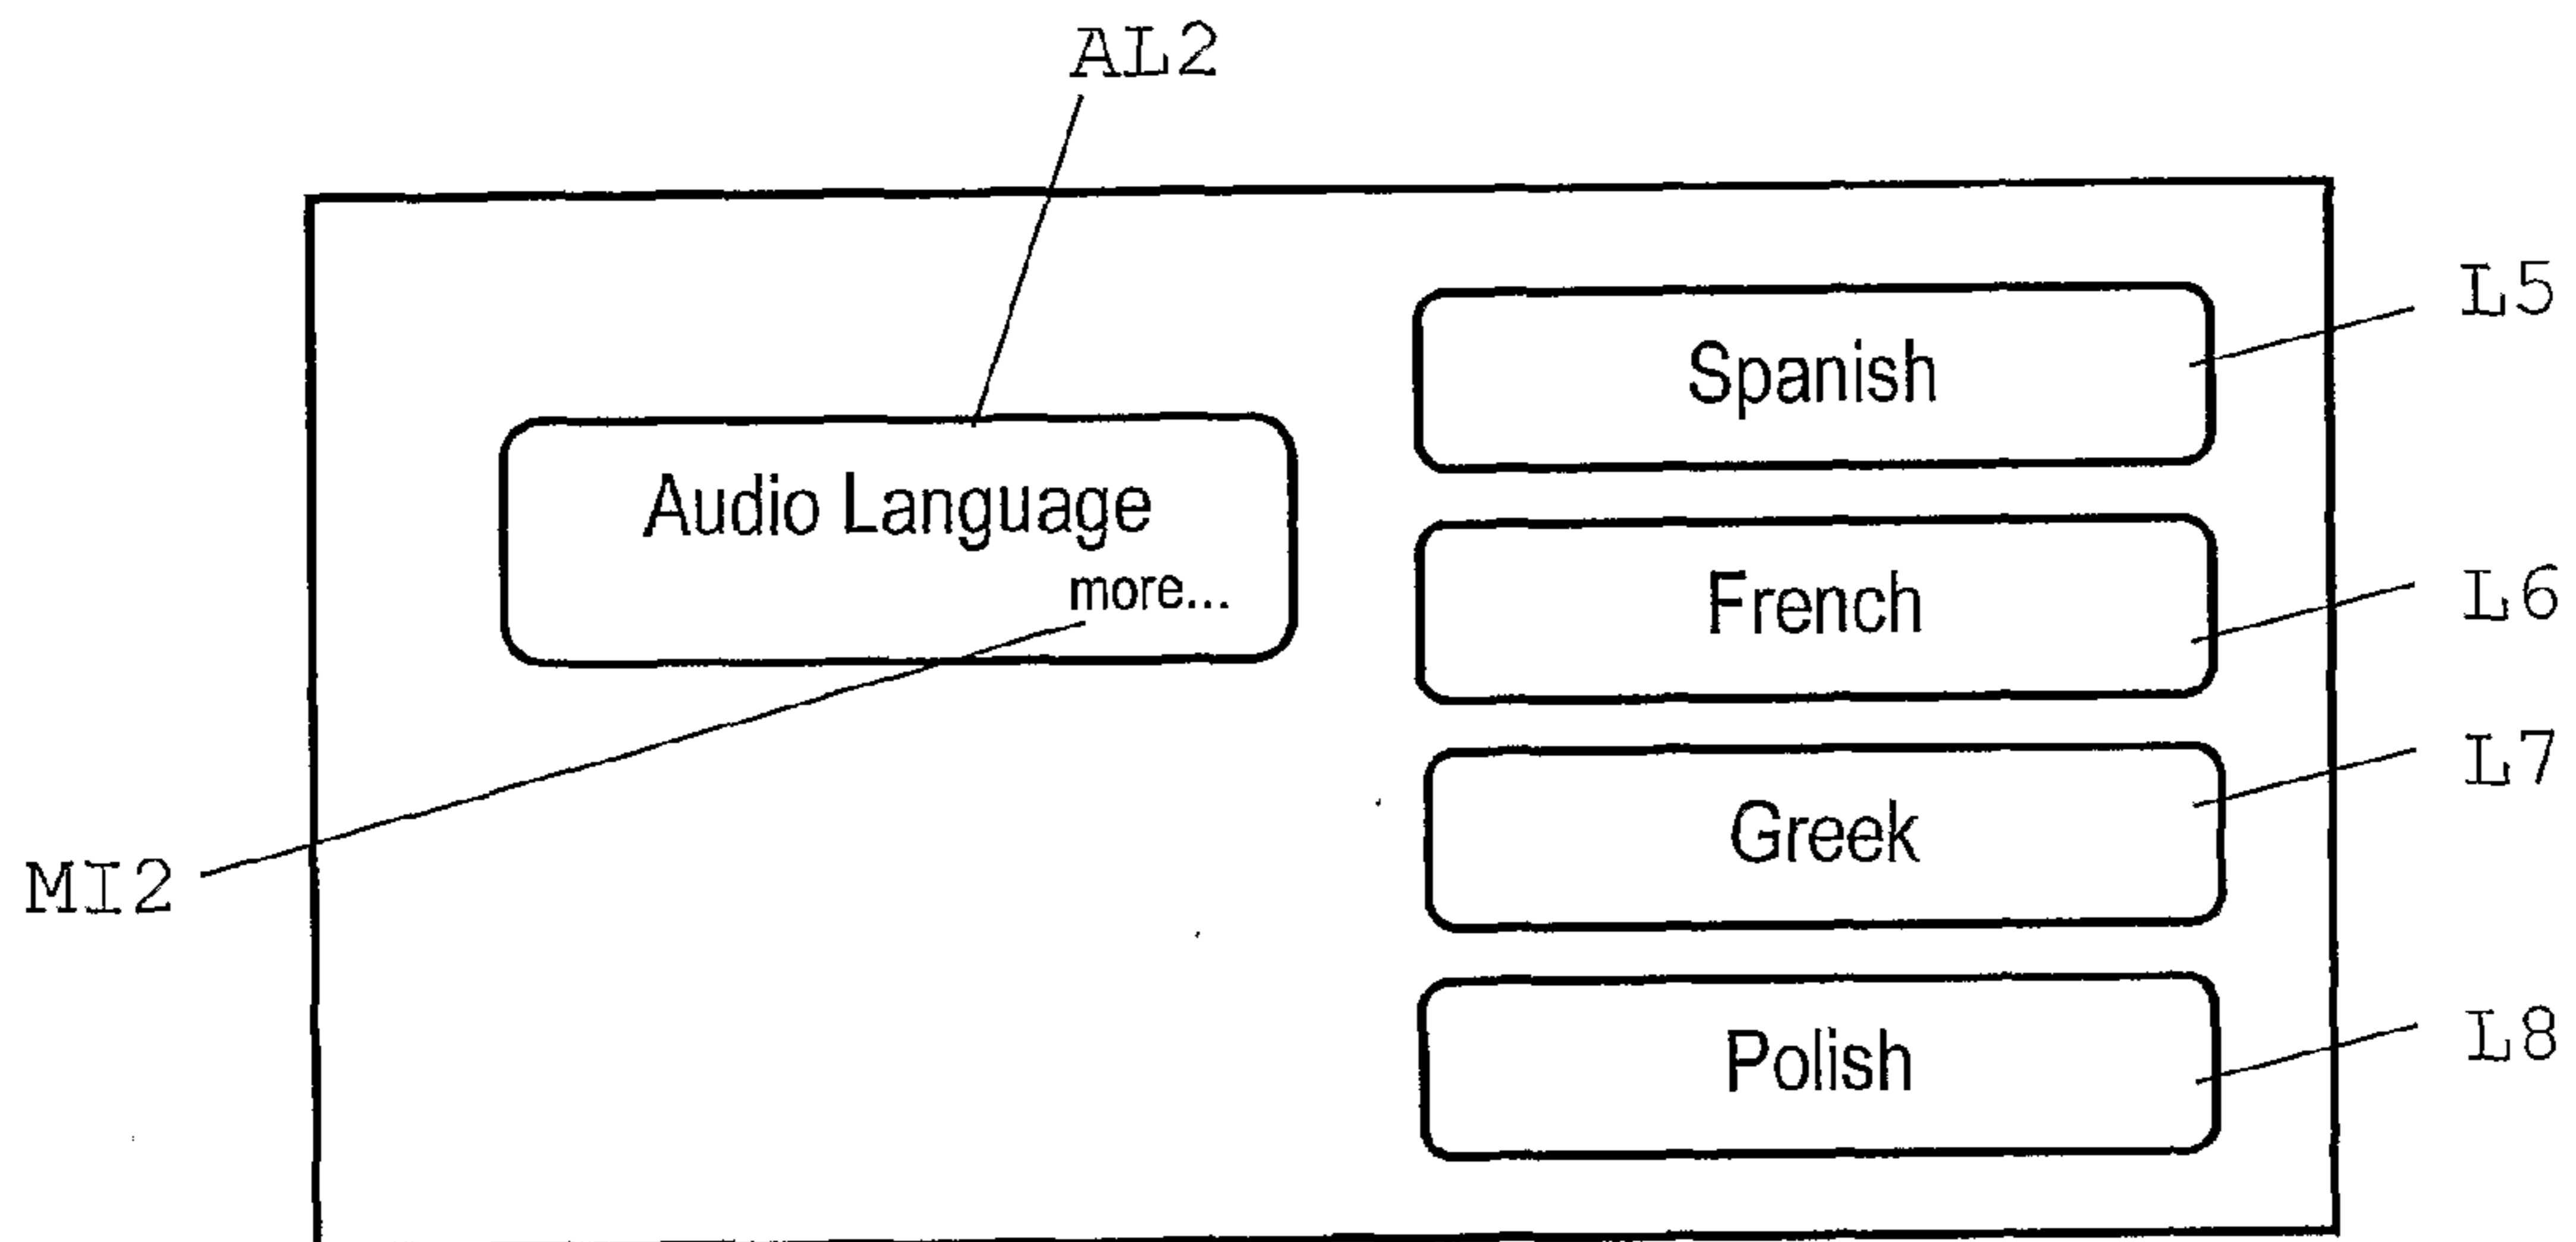 AL2
L5
Spanish
Audio Language
more...
French
L6
L7
Greek
MI2
L8
Polish